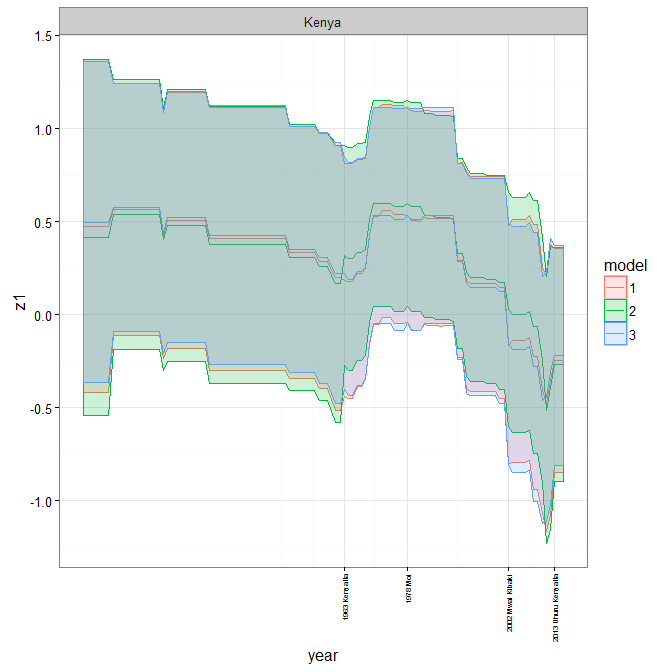 Kenya
1.5
1.0
0.5
0.0
-0.5
-1.0
z1
1963 Kenyatta
1978 Moi
2002 Mwai Kibaki
2013 Uhuru Kenyatta
year
model
1
2
3